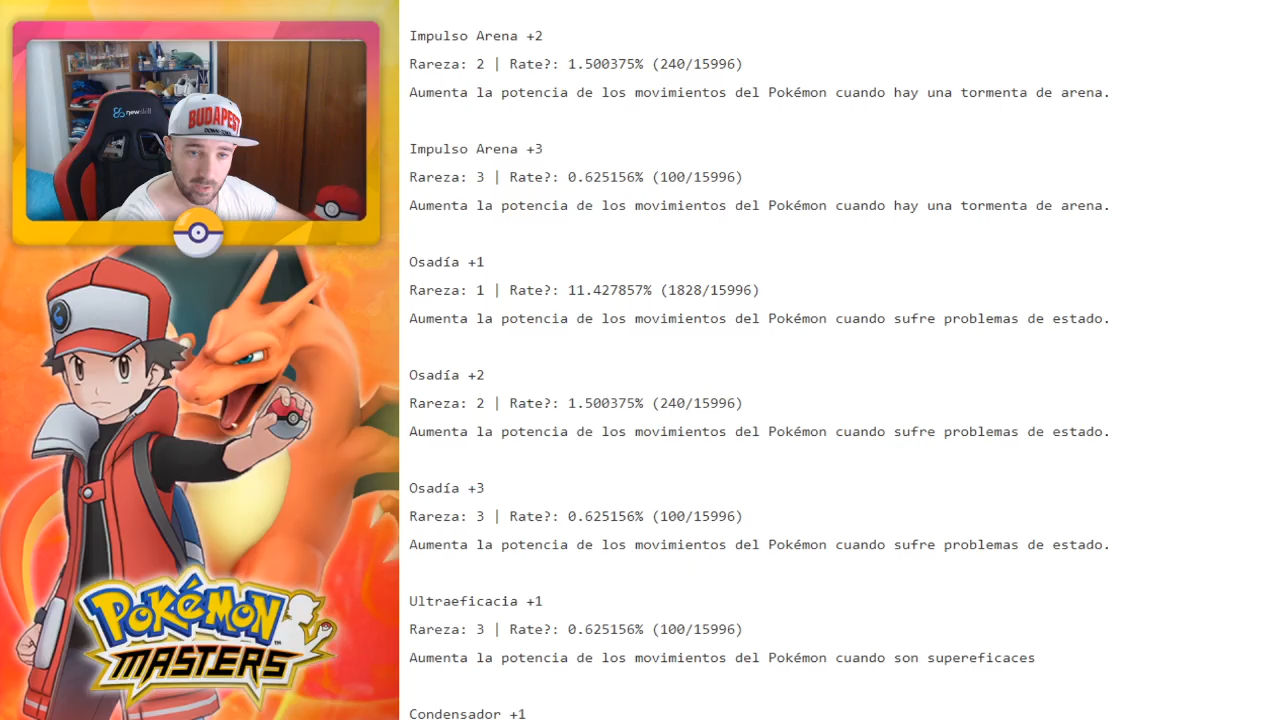 newskill
BUDAPEST
Impulso Arena +2
Rareza: 2 | Rate?: 1.500375% (240/15996)
Aumenta la potencia de los movimientos del Pokémon cuando hay una tormenta de arena.
Impulso Arena +3
Rareza: 3 | Rate?: 0.625156% (100/15996)
Aumenta la potencia de los movimientos del Pokémon cuando hay una tormenta de arena.
Osadía +1
Rareza: 1 | Rate?: 11.427857% (1828/15996)
Aumenta la potencia de los movimientos del Pokémon cuando sufre problemas de estado.
Osadía +2
Rareza: 2 | Rate?: 1.500375% (240/15996)
Aumenta la potencia de los movimientos del Pokémon cuando sufre problemas de estado.
Osadía +3
Rareza: 3 | Rate?: 0.625156% (100/15996)
Aumenta la potencia de los movimientos del Pokémon cuando sufre problemas de estado.
Ultraeficacia +1
Rareza: 3 | Rate?: 0.625156% (100/15996)
Aumenta la potencia de los movimientos del Pokémon cuando son supereficaces
Condensador +1
POKÉMON
MASTERS